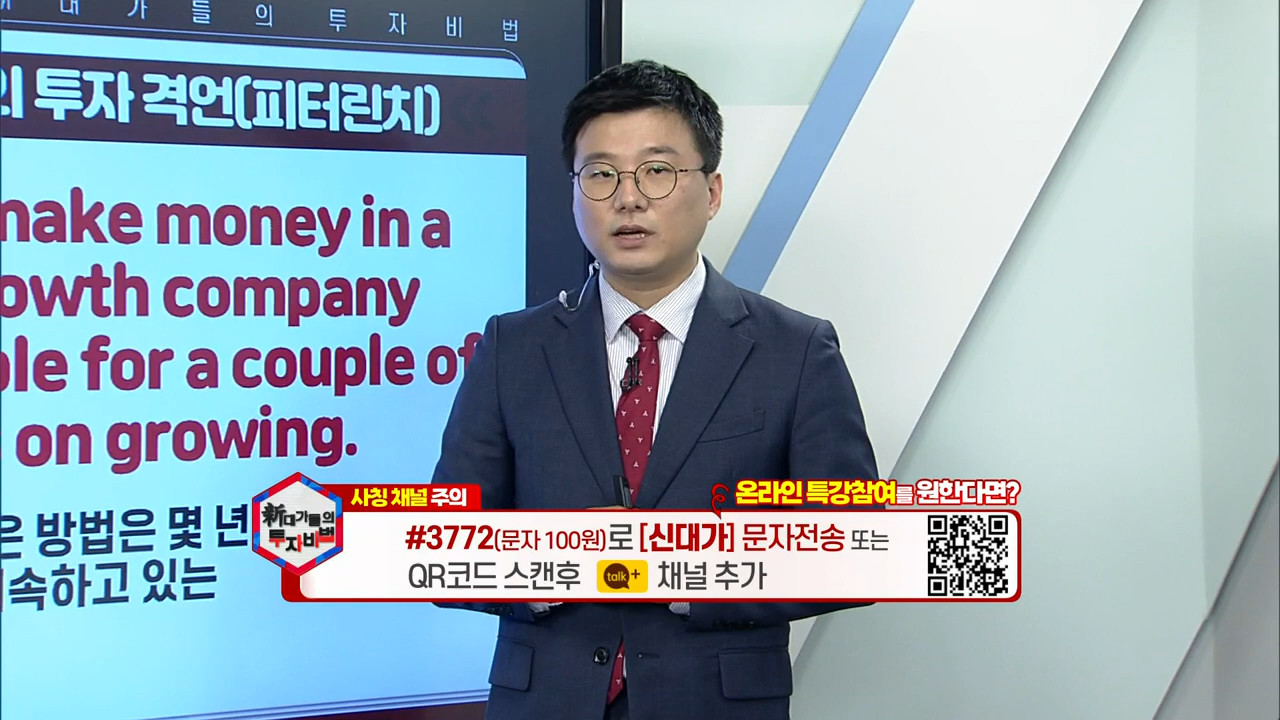 대가들의 투자비법
투자 격언(피터린치)
make money in a
owth company
ple for a couple of
on growing.
은 방법은 몇 년
속하고 있는
新대가들의
투자비법
사칭 채널 주의
온라인 특강참여를 원한다면?
#3772(문자 100원)로 [신대가] 문자전송 또는
QR코드 스캔후 talk+ 채널 추가